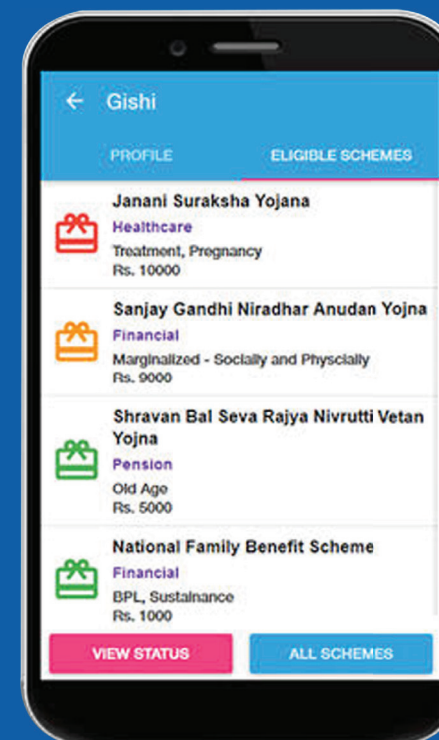 Gishi
PROFILE
ELIGIBLE SCHEMES
Janani Suraksha Yojana
Healthcare
Treatment, Pregnancy
Rs. 10000
Sanjay Gandhi Niradhar Anudan Yojna
Financial
Marginalized - Socially and Physcially
Rs. 9000
Shravan Bal Seva Rajya Nivrutti Vetan
Yojna
Pension
Old Age
Rs. 5000
National Family Benefit Scheme
Financial
BPL, Sustainance
Rs. 1000
VIEW STATUS
ALL SCHEMES